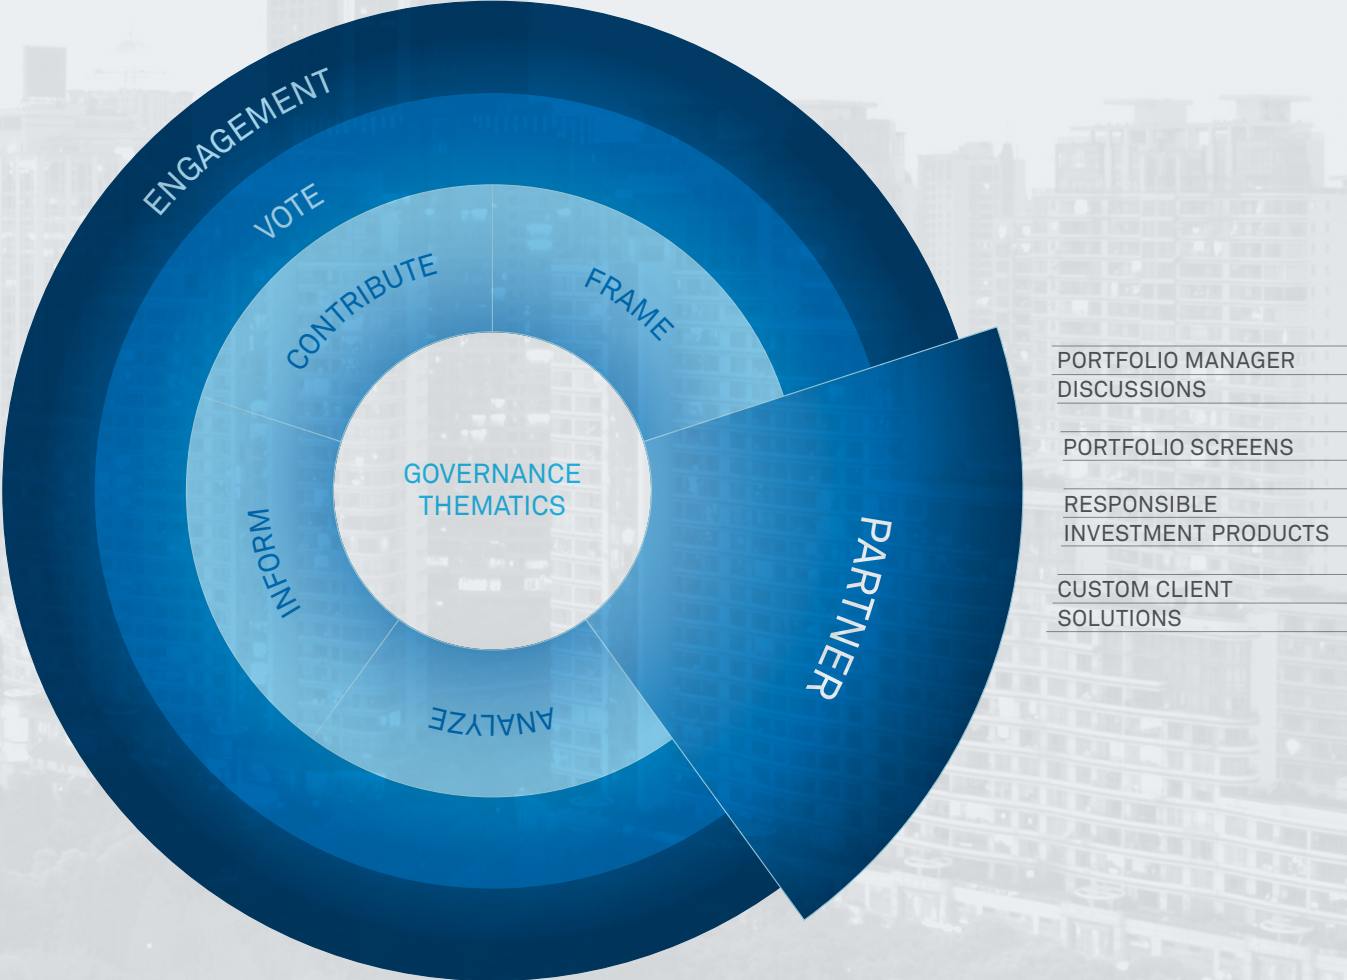 ENGAGEMENT
VOTE
CONTRIBUTE
FRAME
INFORM
ANALYZE
GOVERNANCE
THEMATICS
PARTNER
PORTFOLIO MANAGER
DISCUSSIONS
PORTFOLIO SCREENS
RESPONSIBLE
INVESTMENT PRODUCTS
CUSTOM CLIENT
SOLUTIONS